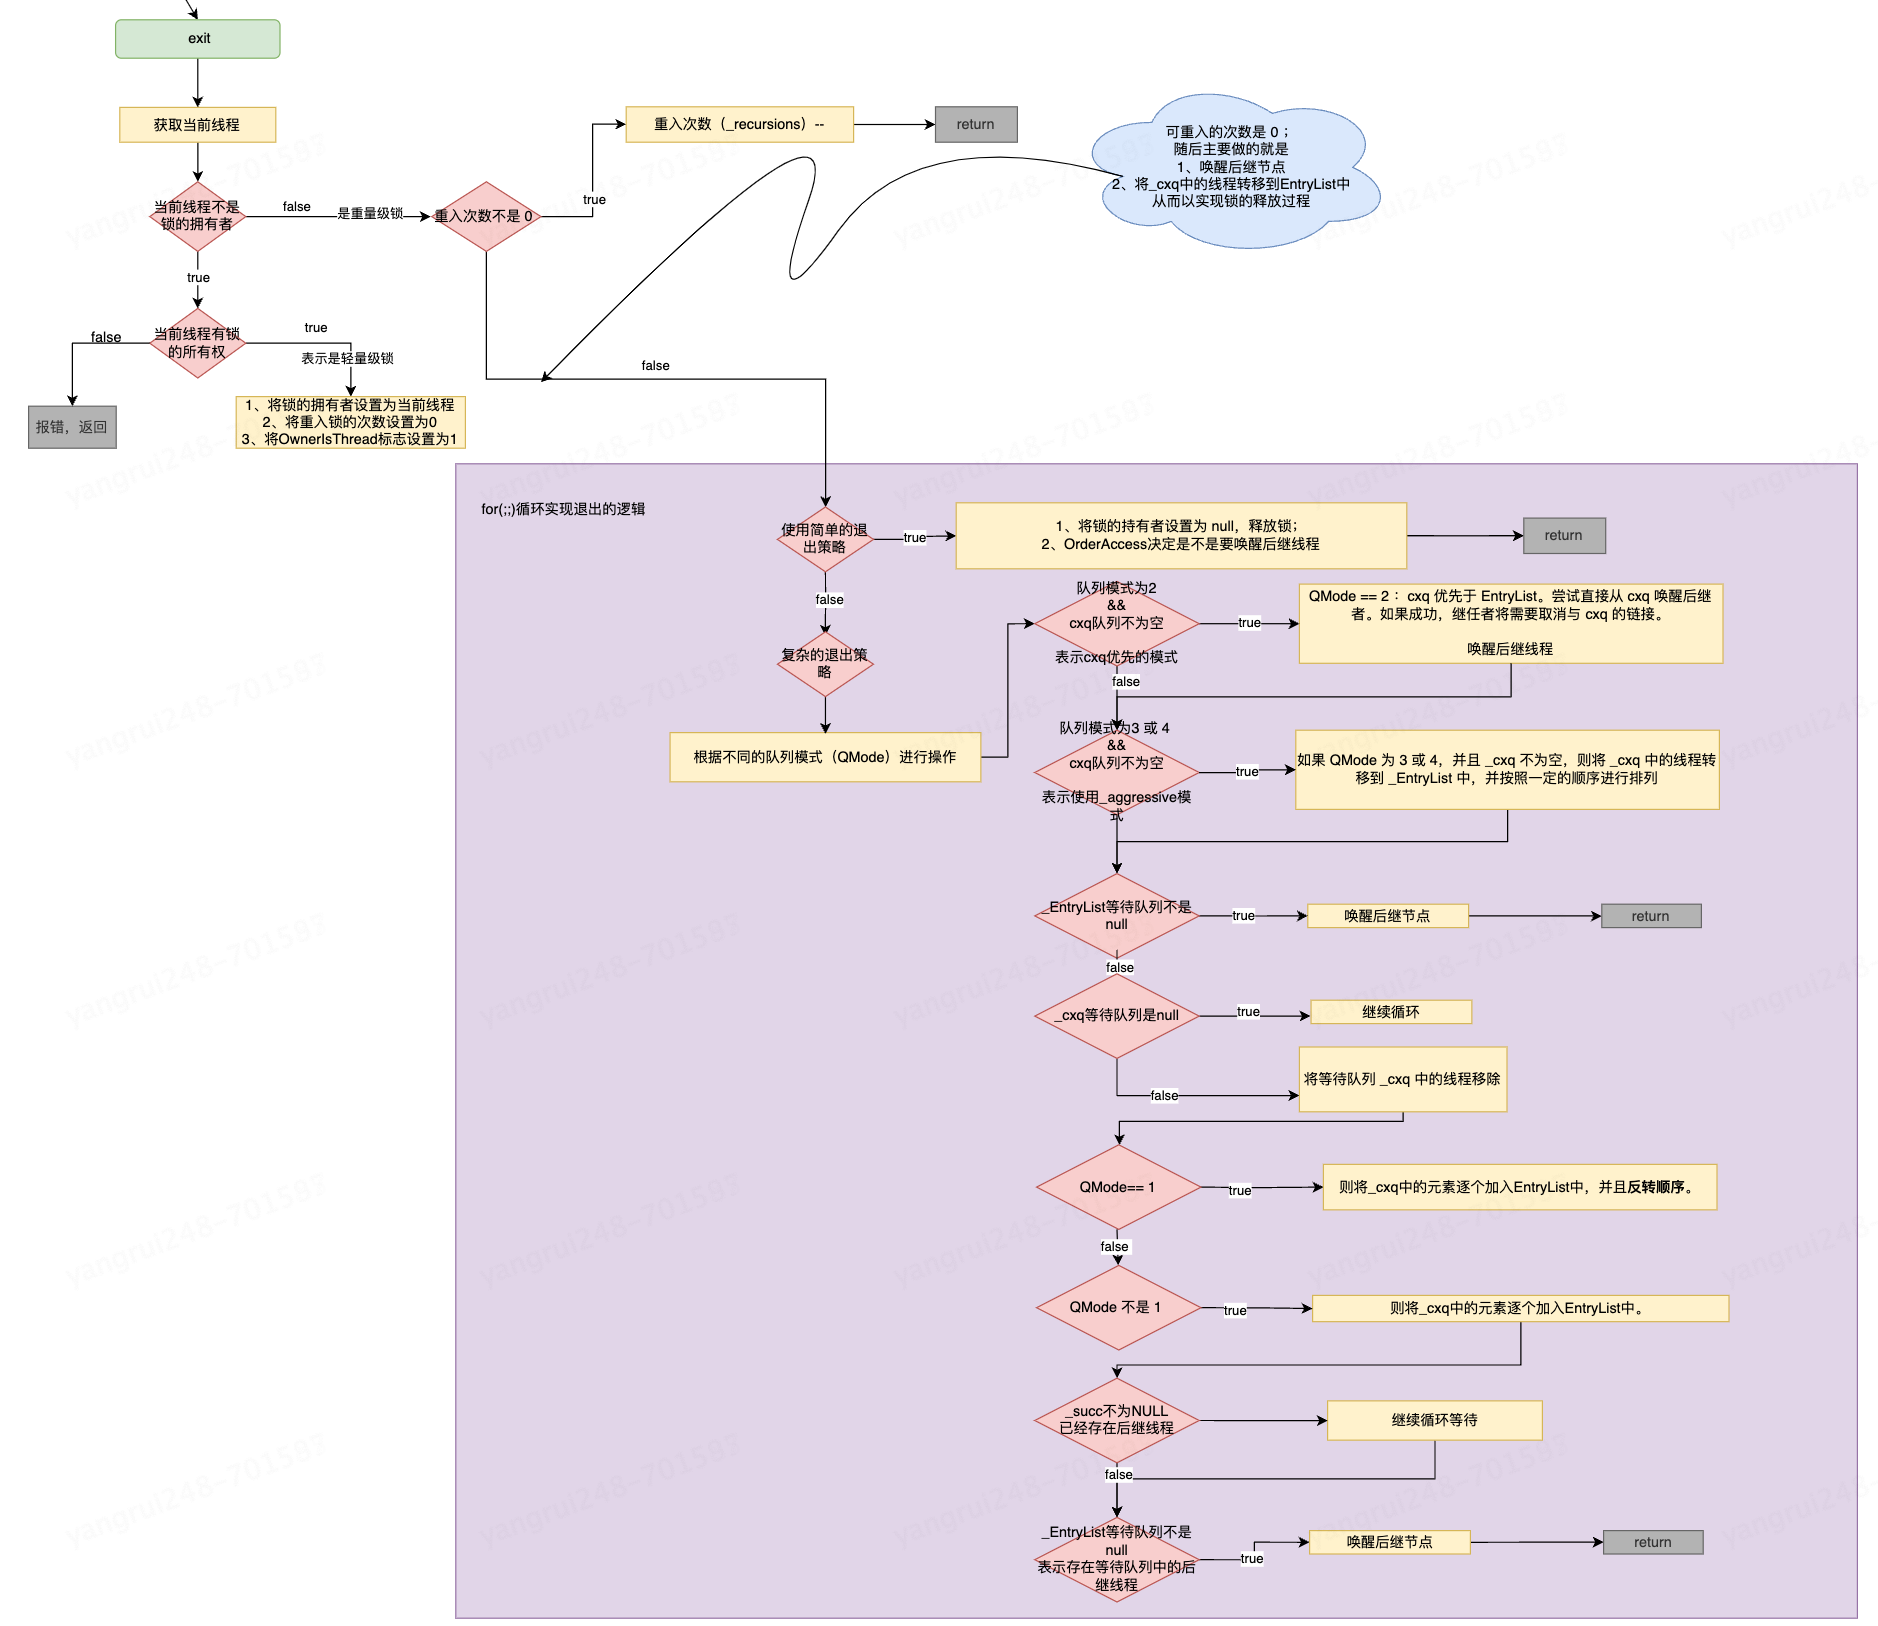 exit
获取当前线程
当前线程不是
锁的拥有者
false
是重量级锁
重入次数不是 0
true
重入次数（_recursions）--
return
可重入的次数是 0；
随后主要做的就是
1、唤醒后继节点
2、将_cxq中的线程转移到EntryList中
从而以实现锁的释放过程
true
当前线程有锁
的所有权
false
true
表示是轻量级锁
报错，返回
1、将锁的拥有者设置为当前线程
2、将重入锁的次数设置为0
3、将OwnerIsThread标志设置为1
false
for(;;)循环实现退出的逻辑
使用简单的退
出策略
true
1、将锁的持有者设置为 null，释放锁；
2、OrderAccess决定是不是要唤醒后继线程
return
false
复杂的退出策
略
根据不同的队列模式（QMode）进行操作
队列模式为2
&&
cxq队列不为空
表示cxq优先的模式
true
QMode == 2 ：cxq 优先于 EntryList。尝试直接从 cxq 唤醒后继
者。如果成功，继任者将需要取消与 cxq 的链接。
唤醒后继线程
false
队列模式为3 或 4
&&
cxq队列不为空
表示使用_aggressive模
式
true
如果 QMode 为 3 或 4，并且 _cxq 不为空，则将 _cxq 中的线程转
移到 _EntryList 中，并按照一定的顺序进行排列
_EntryList等待队列不是
null
true
唤醒后继节点
return
false
_cxq等待队列是null
true
继续循环
false
将等待队列 _cxq 中的线程移除
QMode== 1
true
则将_cxq中的元素逐个加入EntryList中，并且反转顺序。
false
QMode 不是 1
true
则将_cxq中的元素逐个加入EntryList中。
_succ不为NULL
已经存在后继线程
继续循环等待
false
_EntryList等待队列不是
null
表示存在等待队列中的后
继线程
true
唤醒后继节点
return
yangrui248-701587